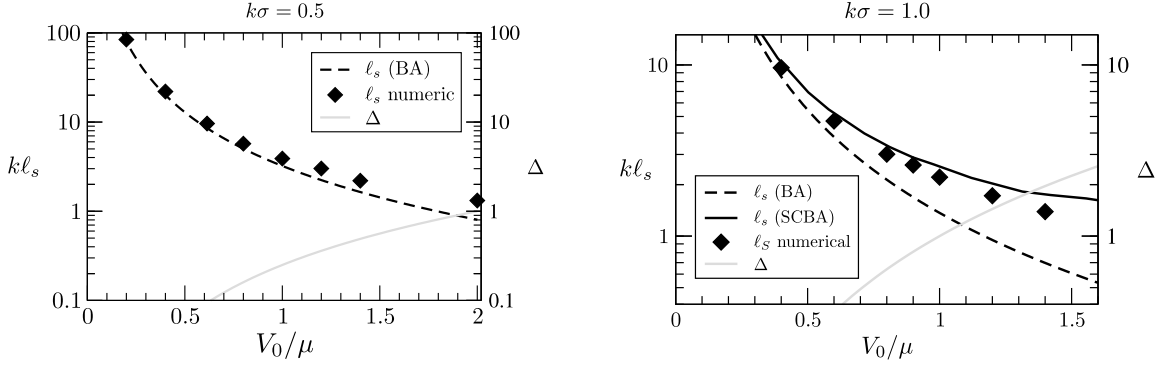 kσ = 0.5
100
10
1
0.1
kℓs
0
0.5
1
1.5
2
V0/μ
100
10
1
0.1
Δ
ℓs (BA)
ℓs numeric
Δ
kσ = 1.0
10
1
kℓs
0
0.5
1
1.5
V0/μ
10
1
Δ
ℓs (BA)
ℓs (SCBA)
ℓS numerical
Δ